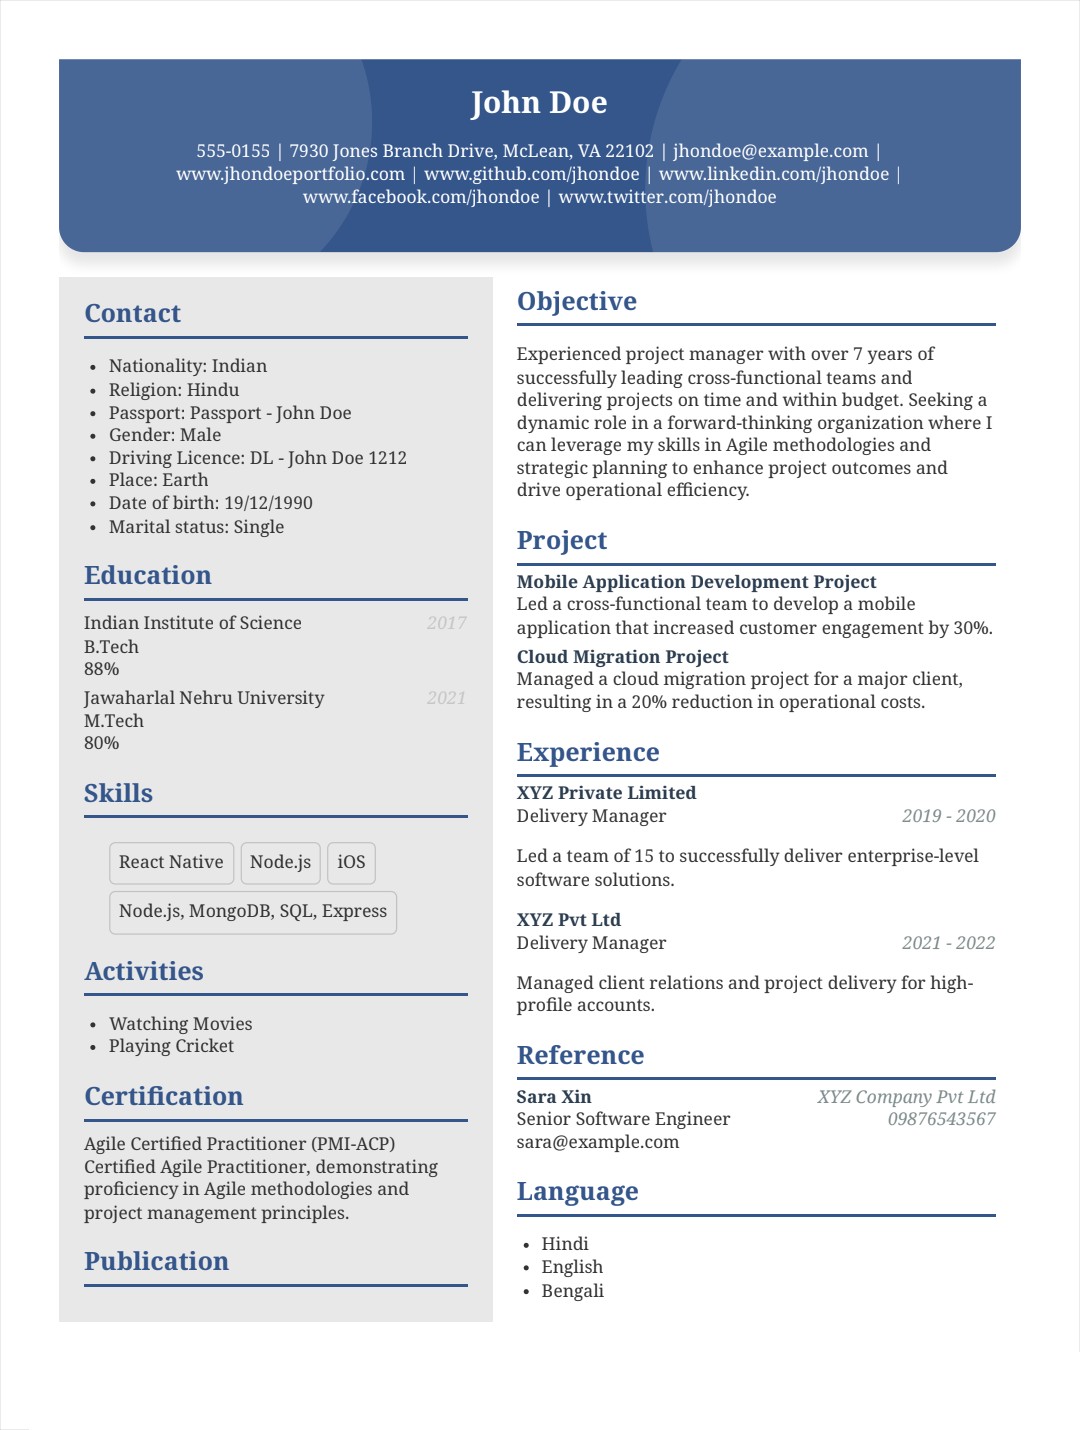 John Doe
555-0155 | 7930 Jones Branch Drive, McLean, VA 22102 | jhondoe@example.com |
www.jhondoeportfolio.com | www.github.com/jhondoe | www.linkedin.com/jhondoe |
www.facebook.com/jhondoe | www.twitter.com/jhondoe
Contact
• Nationality: Indian
• Religion: Hindu
• Passport: Passport - John Doe
• Gender: Male
• Driving Licence: DL - John Doe 1212
• Place: Earth
• Date of birth: 19/12/1990
• Marital status: Single
Education
Indian Institute of Science 2017
B.Tech
88%
Jawaharlal Nehru University 2021
M.Tech
80%
Skills
React Native Node.js iOS
Node.js, MongoDB, SQL, Express
Activities
• Watching Movies
• Playing Cricket
Certification
Agile Certified Practitioner (PMI-ACP)
Certified Agile Practitioner, demonstrating
proficiency in Agile methodologies and
project management principles.
Publication
Objective
Experienced project manager with over 7 years of
successfully leading cross-functional teams and
delivering projects on time and within budget. Seeking a
dynamic role in a forward-thinking organization where I
can leverage my skills in Agile methodologies and
strategic planning to enhance project outcomes and
drive operational efficiency.
Project
Mobile Application Development Project
Led a cross-functional team to develop a mobile
application that increased customer engagement by 30%.
Cloud Migration Project
Managed a cloud migration project for a major client,
resulting in a 20% reduction in operational costs.
Experience
XYZ Private Limited
Delivery Manager 2019 - 2020
Led a team of 15 to successfully deliver enterprise-level
software solutions.
XYZ Pvt Ltd
Delivery Manager 2021 - 2022
Managed client relations and project delivery for high-
profile accounts.
Reference
Sara Xin XYZ Company Pvt Ltd
Senior Software Engineer 09876543567
sara@example.com
Language
• Hindi
• English
• Bengali